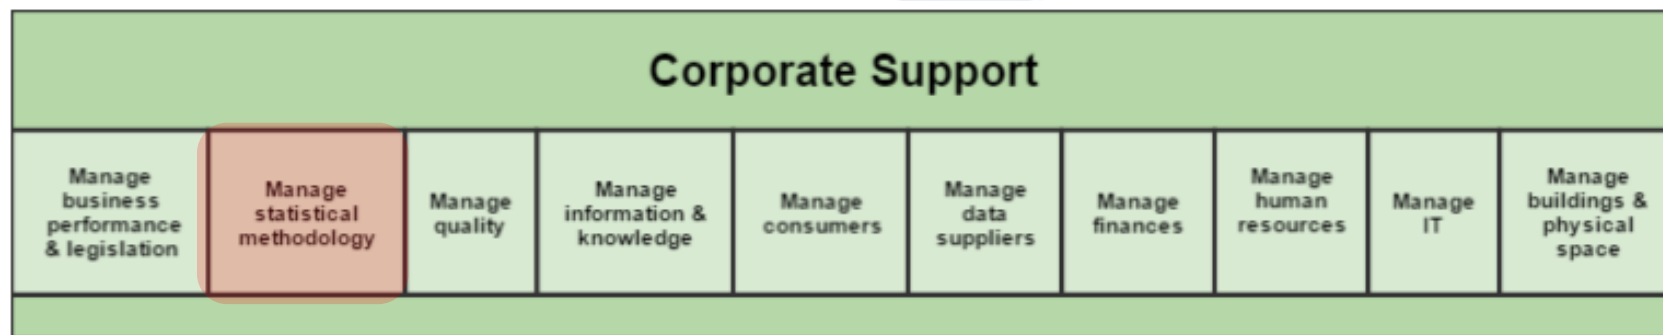 Corporate Support
Manage
business
performance
& legislation
Manage
statistical
methodology
Manage
quality
Manage
information &
knowledge
Manage
consumers
Manage
data
suppliers
Manage
finances
Manage
human
resources
Manage
IT
Manage
buildings &
physical
space